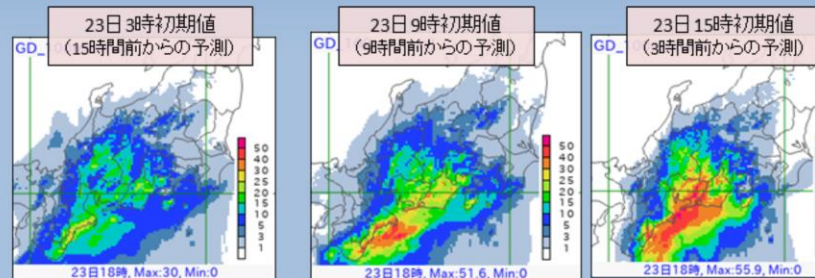 23日3時初期値
(15時間前からの予測)
GD_
50
40
30
25
20
15
10
5
3
1
23日18時, Max:30, Min:0
23日9時初期値
(9時間前からの予測)
GD_
50
40
30
25
20
15
10
5
3
1
23日18時, Max:51.6, Min:0
23日15時初期値
(3時間前からの予測)
GD_
23日18時, Max:55.9, Min:0